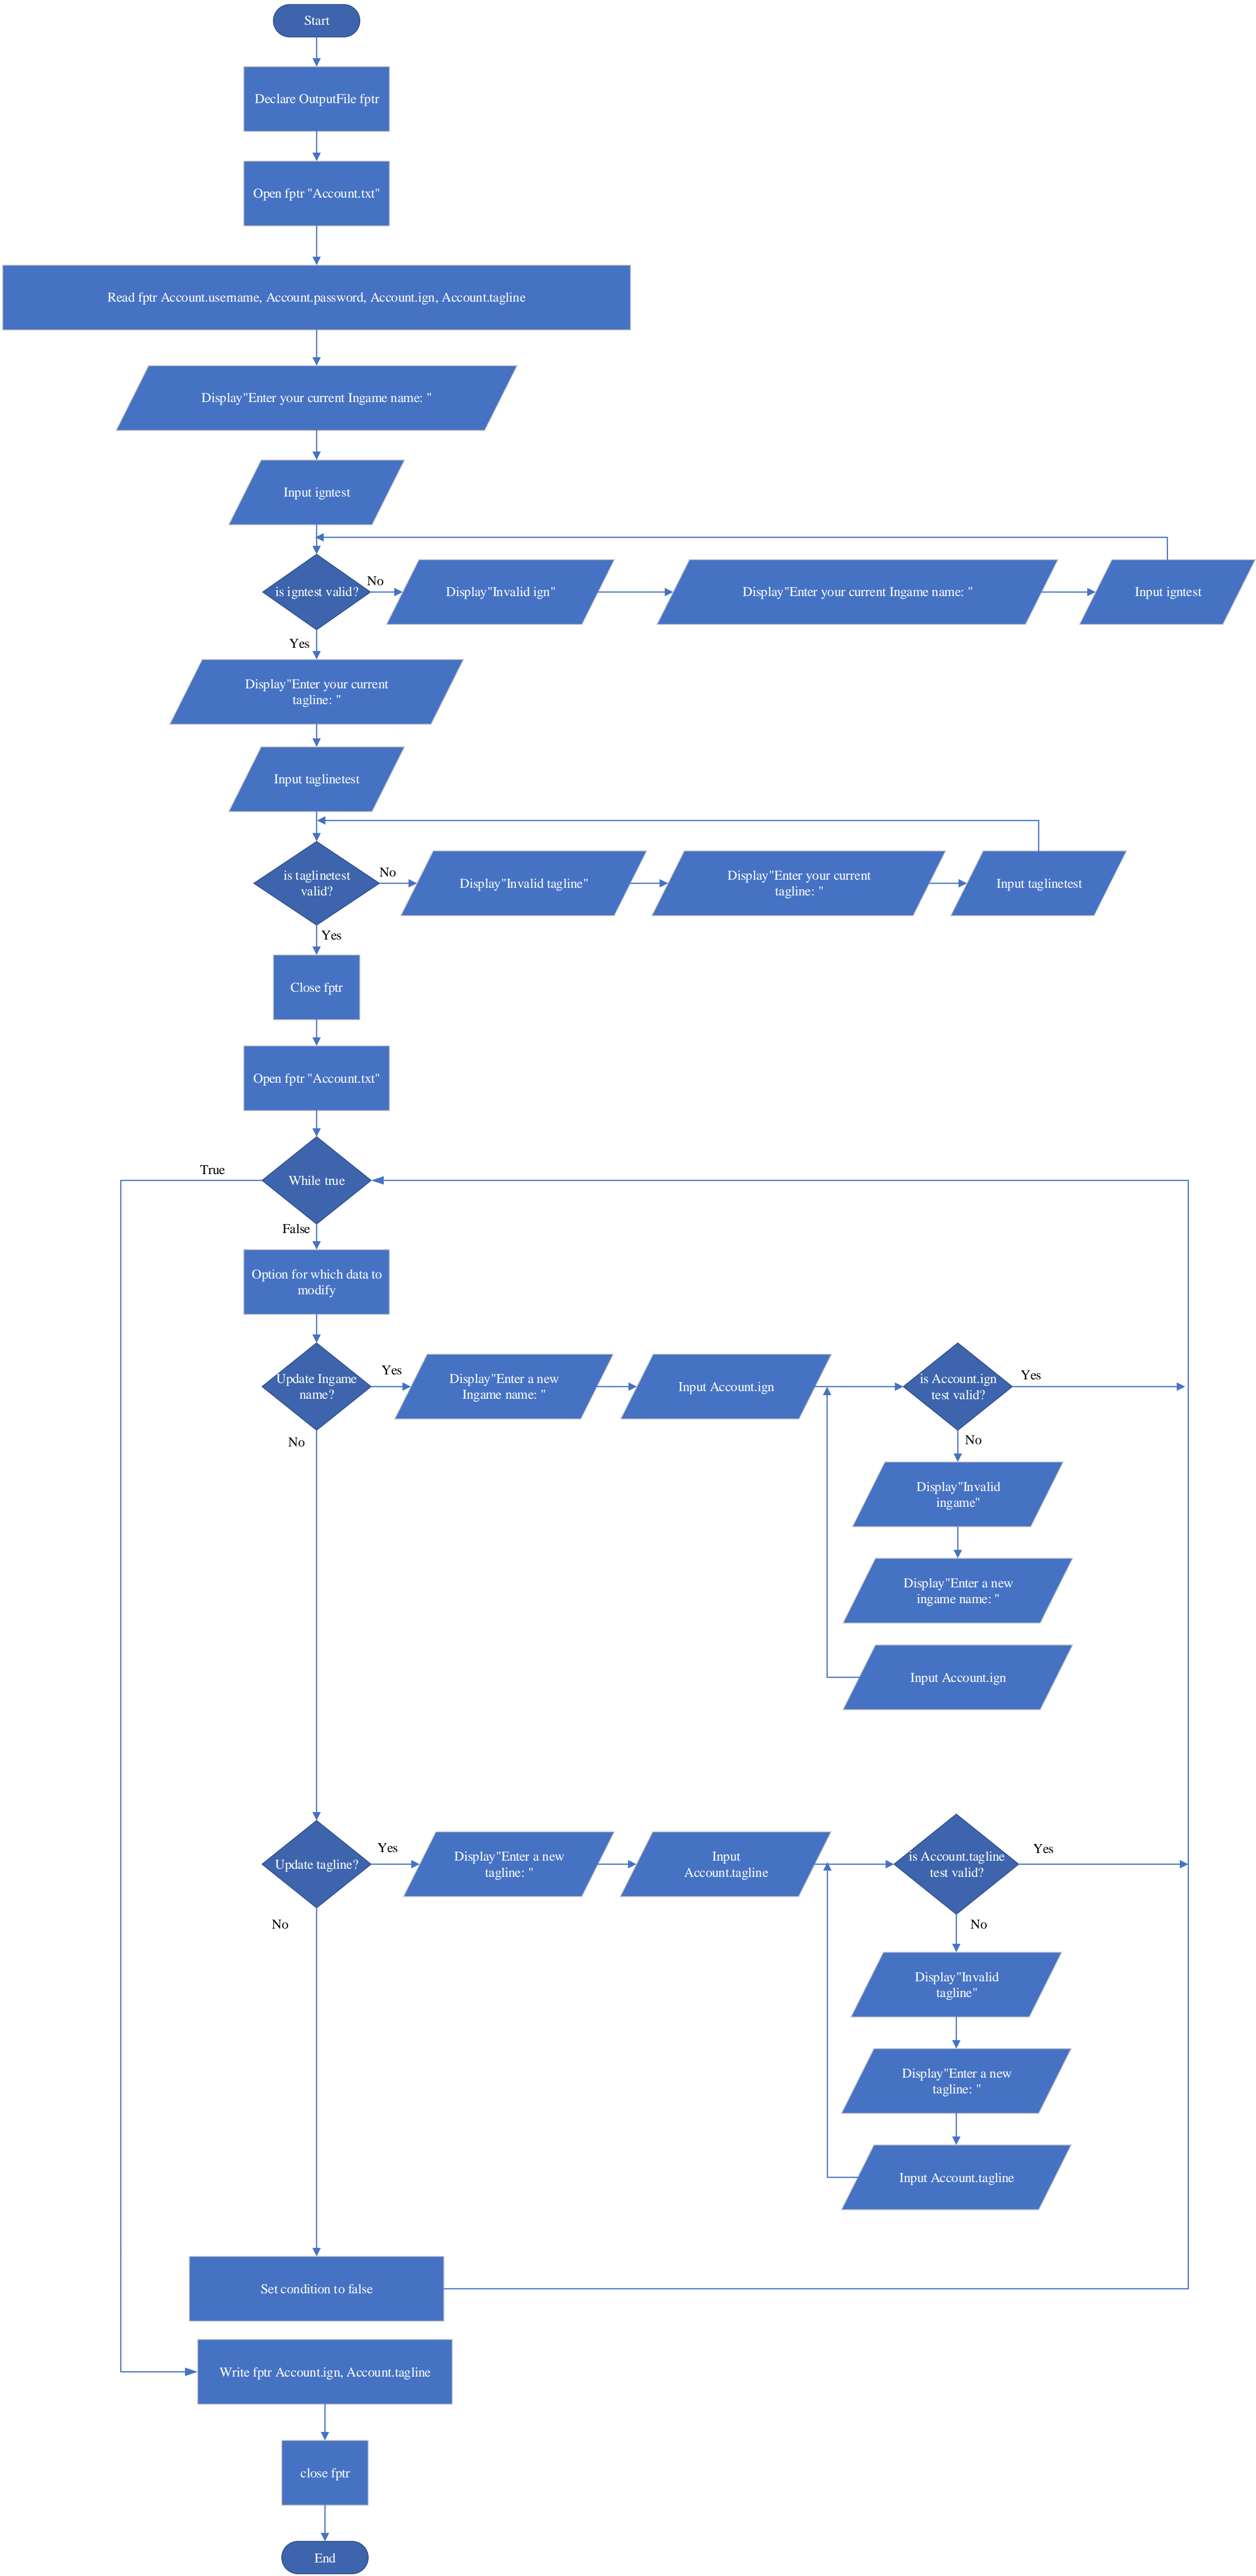 Start
Declare OutputFile fptr
Open fptr "Account.txt"
Read fptr Account.username, Account.password, Account.ign, Account.tagline
Display"Enter your current Ingame name: "
Input igntest
is igntest valid?
No
Display"Invalid ign"
Display"Enter your current Ingame name: "
Input igntest
Yes
Display"Enter your current
tagline: "
Input taglinetest
is taglinetest
valid?
No
Display"Invalid tagline"
Display"Enter your current
tagline: "
Input taglinetest
Yes
Close fptr
Open fptr "Account.txt"
While true
True
False
Option for which data to
modify
Update Ingame
name?
Yes
Display"Enter a new
Ingame name: "
Input Account.ign
is Account.ign
test valid?
Yes
No
No
Display"Invalid
ingame"
Display"Enter a new
ingame name: "
Input Account.ign
Update tagline?
Yes
Display"Enter a new
tagline: "
Input
Account.tagline
is Account.tagline
test valid?
Yes
No
No
Display"Invalid
tagline"
Display"Enter a new
tagline: "
Input Account.tagline
Set condition to false
Write fptr Account.ign, Account.tagline
close fptr
End